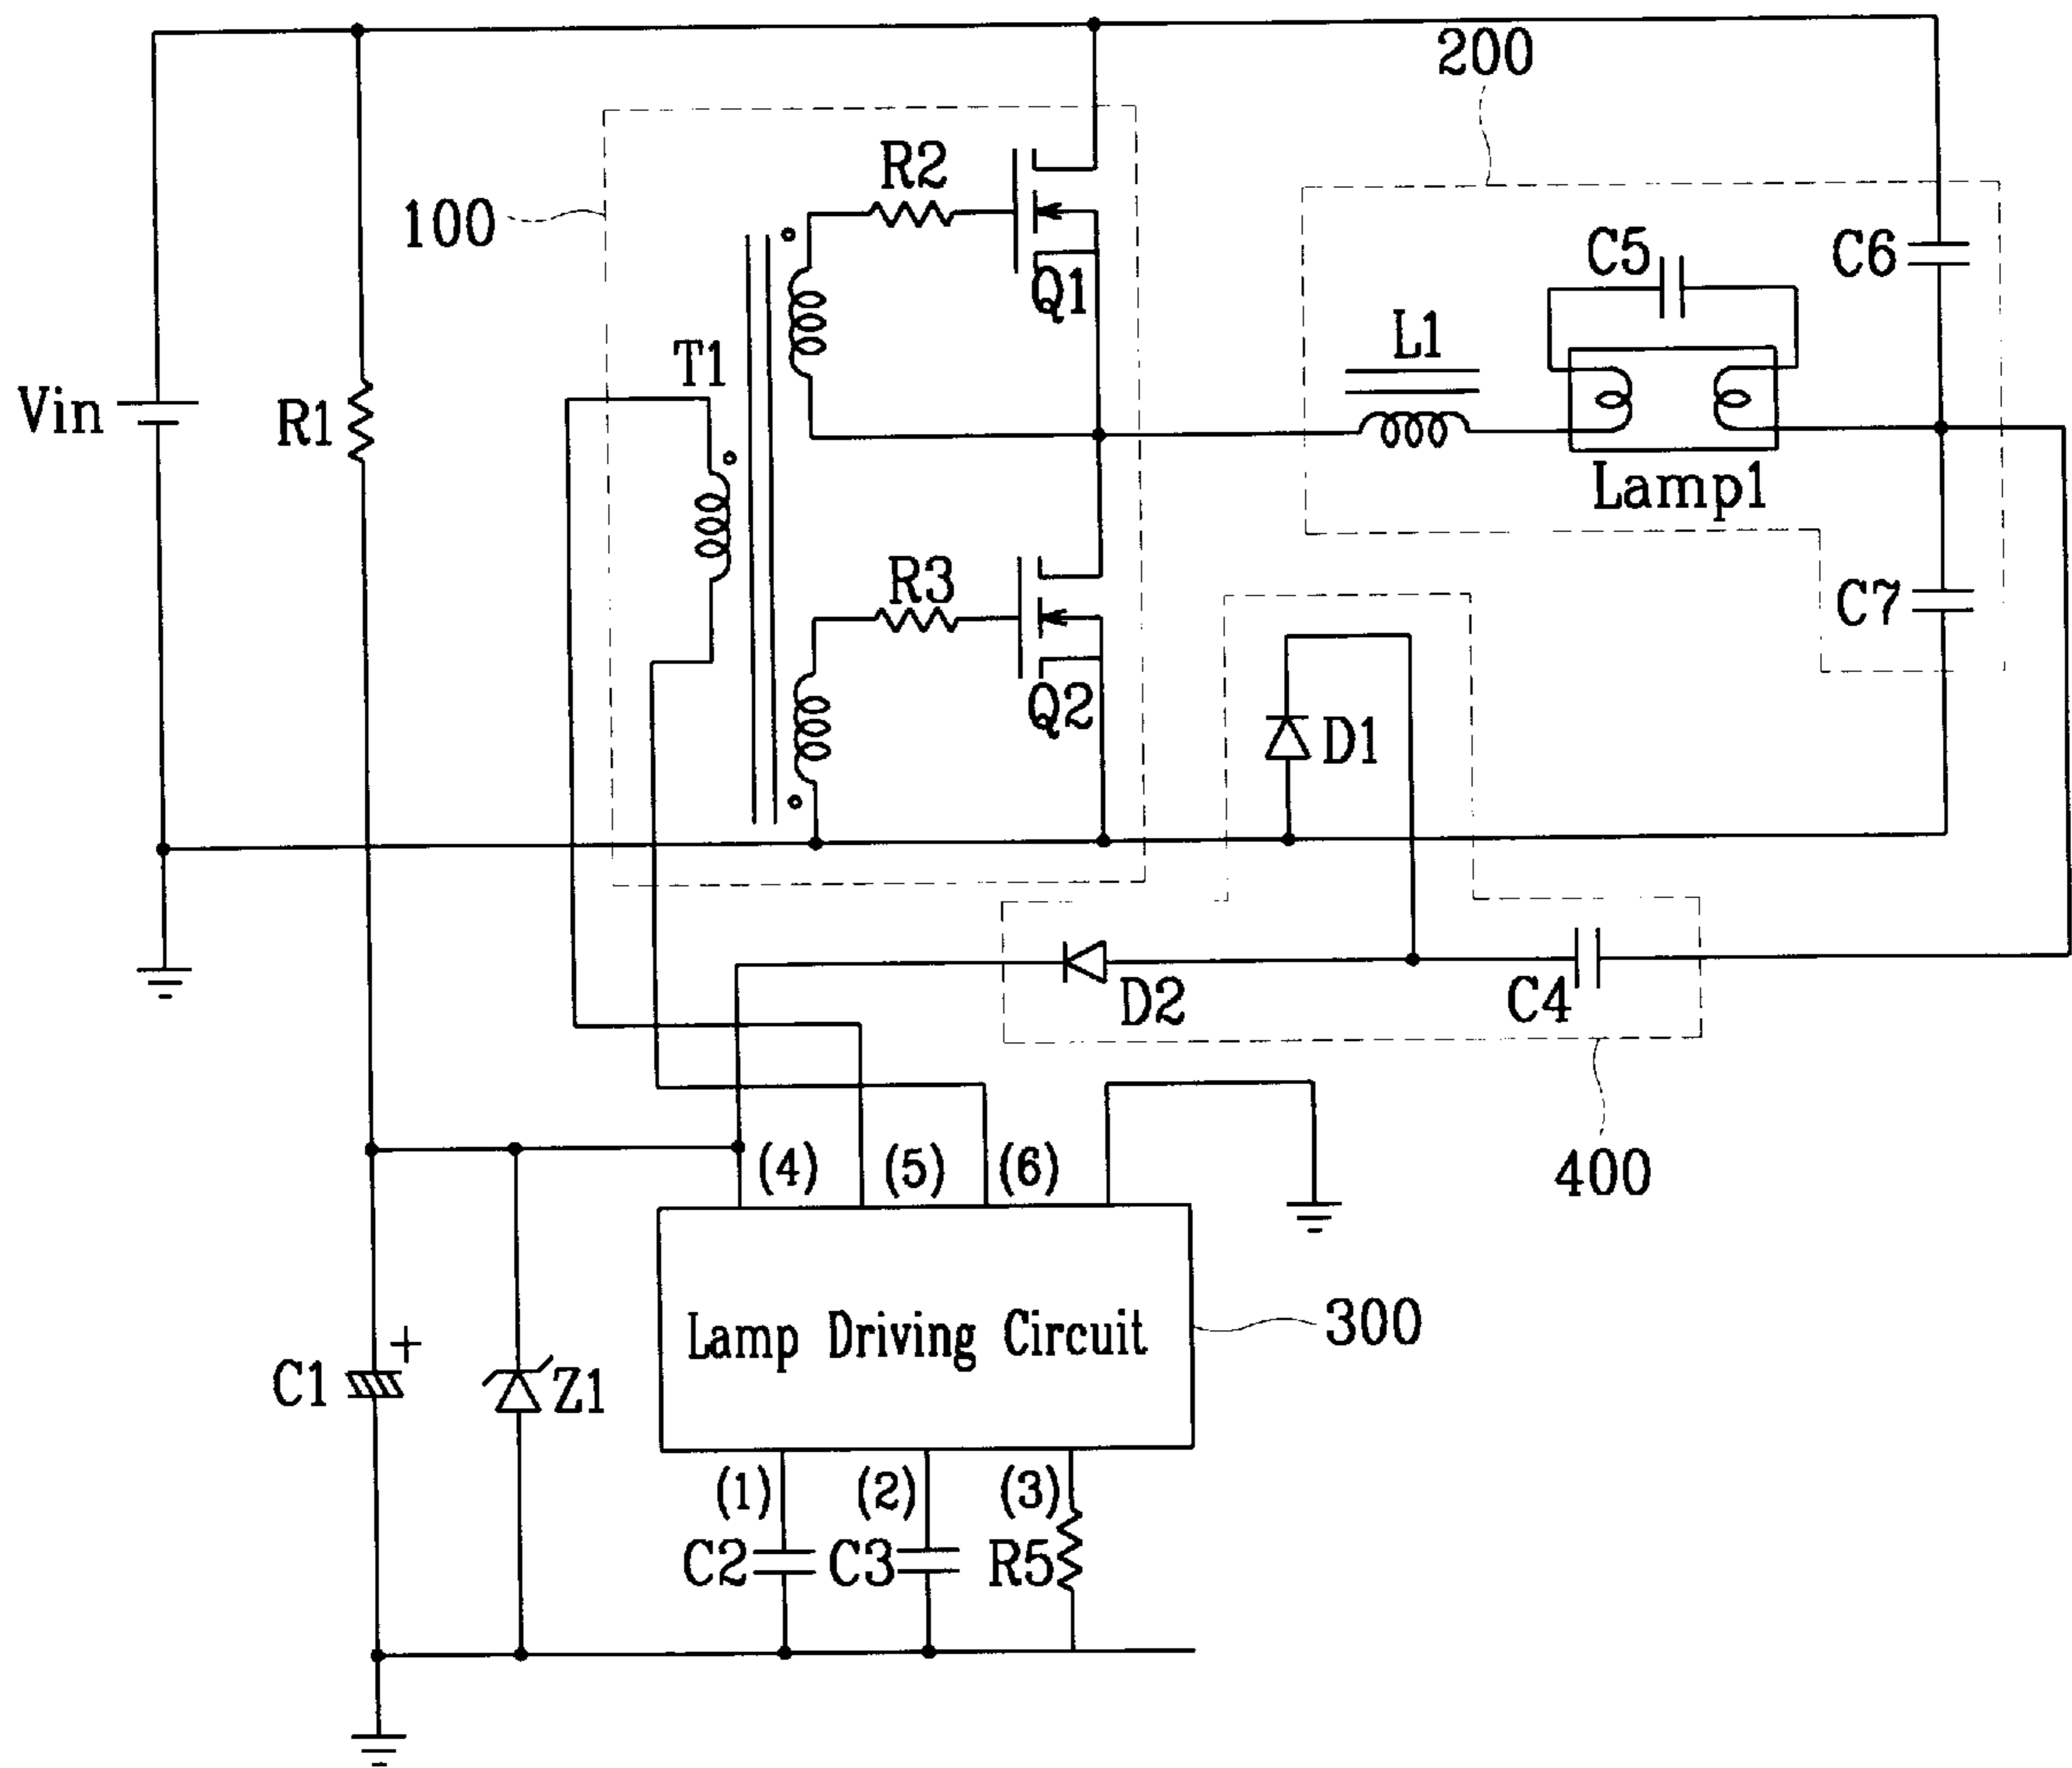 200
R2
100
C5
C6
Q1
L1
T1
Vin
R1
Lamp1
R3
C7
Q2
D1
D2
C4
(4)
(5)
(6)
400
Lamp Driving Circuit
300
+
C1
Z1
(1)
(2)
(3)
C2
C3
R5